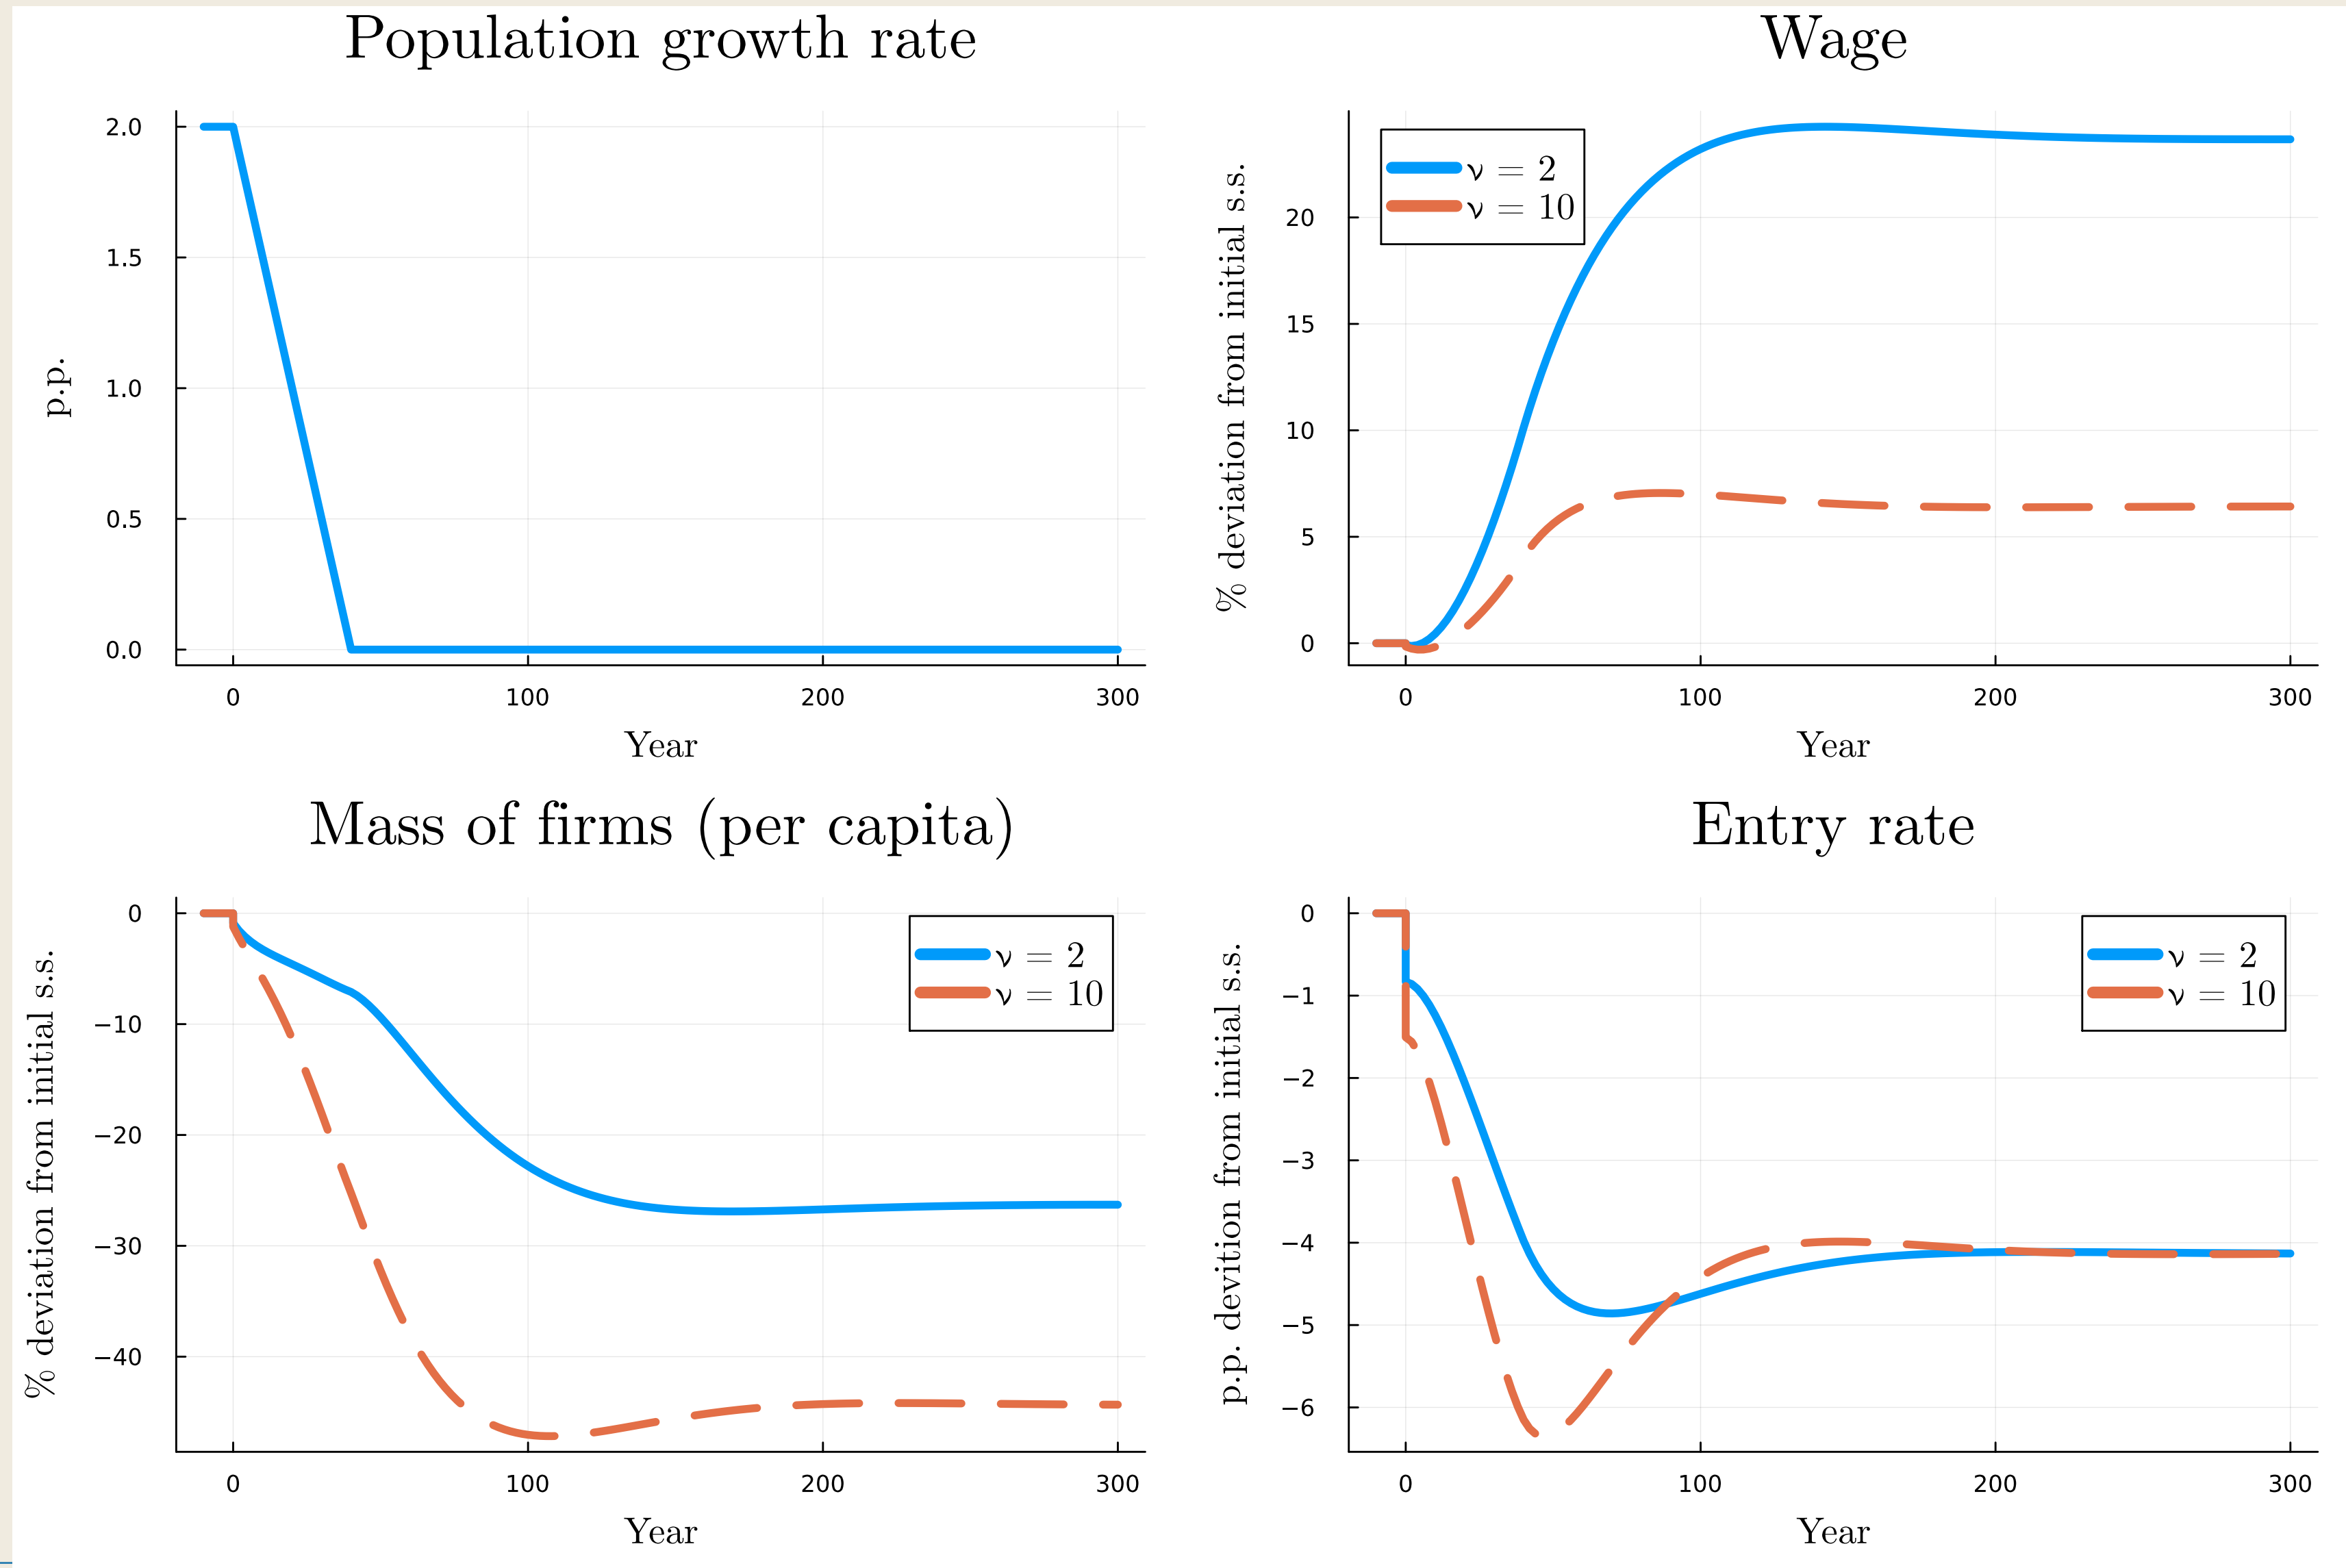 Population growth rate
p.p.
2.0
1.5
1.0
0.5
0.0
0 100 200 300
Year
Wage
% deviation from initial s.s.
ν = 2
ν = 10
20
15
10
5
0
0 100 200 300
Year
Mass of firms (per capita)
% deviation from initial s.s.
0
−10
−20
−30
−40
ν = 2
ν = 10
0 100 200 300
Year
Entry rate
p.p. devition from initial s.s.
0
−1
−2
−3
−4
−5
−6
ν = 2
ν = 10
0 100 200 300
Year